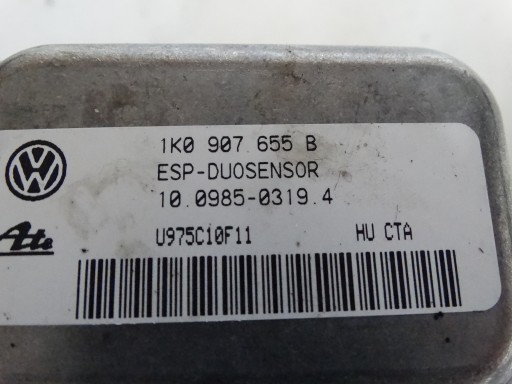 1K0 907 655 B
ESP-DUOSENSOR
10.0985-0319.4
Ate
U975C10F11 HU CTA